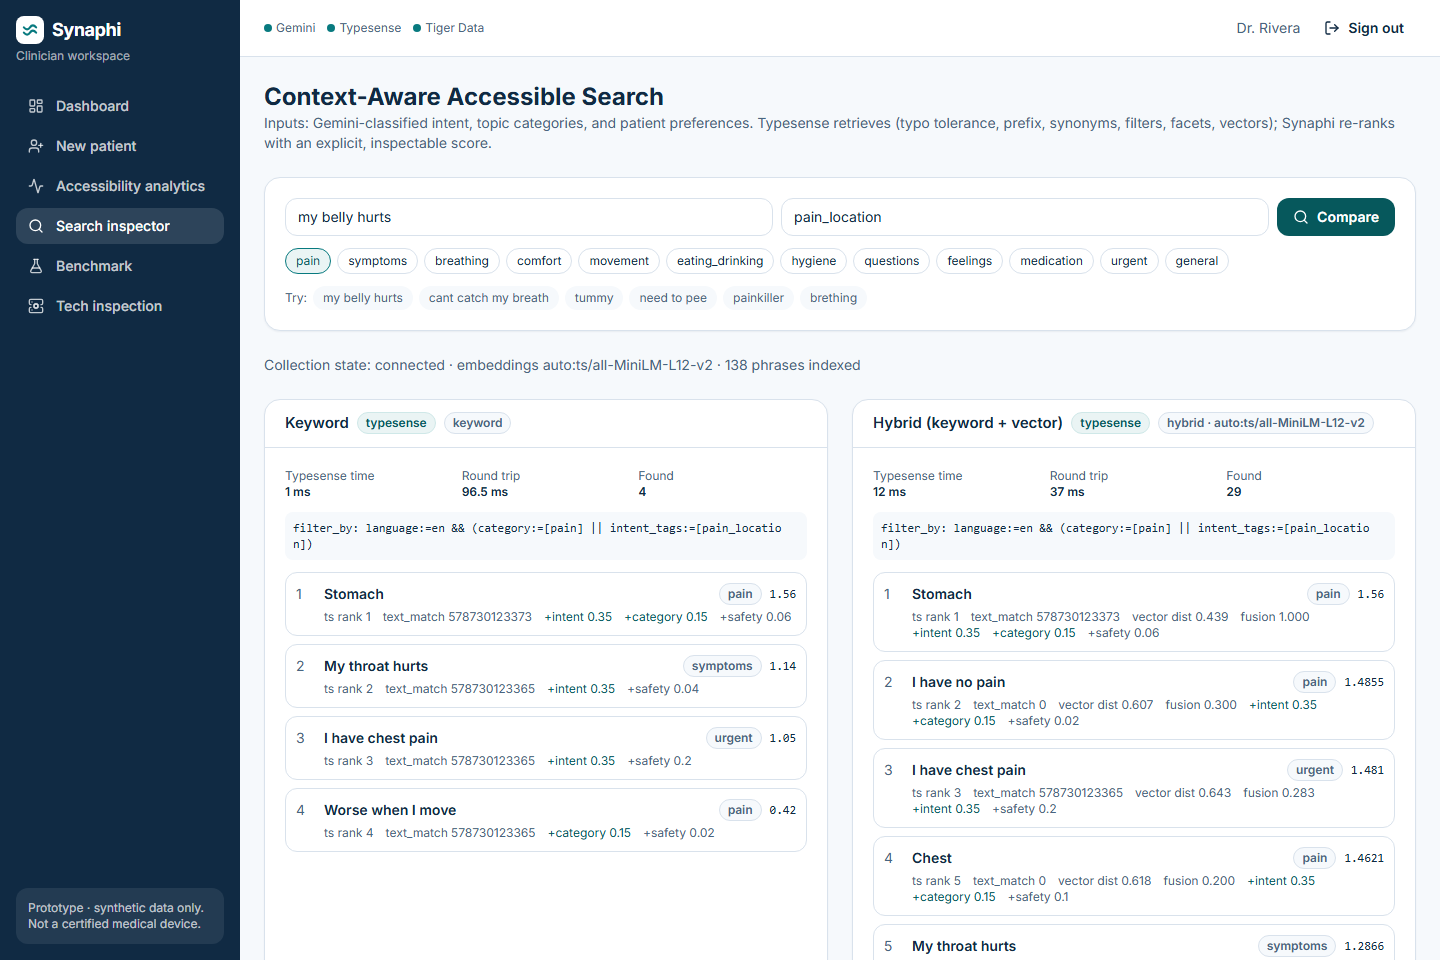 Synaphi
Clinician workspace
Dashboard
New patient
Accessibility analytics
Search inspector
Benchmark
Tech inspection
Prototype · synthetic data only.
Not a certified medical device.
Gemini
Typesense
Tiger Data
Dr. Rivera
Sign out
Context-Aware Accessible Search
Inputs: Gemini-classified intent, topic categories, and patient preferences. Typesense retrieves (typo tolerance, prefix, synonyms, filters, facets, vectors); Synaphi re-ranks
with an explicit, inspectable score.
my belly hurts
pain_location
Compare
pain symptoms breathing comfort movement eating_drinking hygiene questions feelings medication urgent general
Try: my belly hurts cant catch my breath tummy need to pee painkiller brething
Collection state: connected · embeddings auto:ts/all-MiniLM-L12-v2 · 138 phrases indexed
Keyword typesense keyword
Typesense time Round trip Found
1 ms 96.5 ms 4
filter_by: language:=en && (category:=[pain] || intent_tags:=[pain_locatio
n])
1 Stomach pain 1.56
ts rank 1 text_match 578730123373 +intent 0.35 +category 0.15 +safety 0.06
2 My throat hurts symptoms 1.14
ts rank 2 text_match 578730123365 +intent 0.35 +safety 0.04
3 I have chest pain urgent 1.05
ts rank 3 text_match 578730123365 +intent 0.35 +safety 0.2
4 Worse when I move pain 0.42
ts rank 4 text_match 578730123365 +category 0.15 +safety 0.02
Hybrid (keyword + vector) typesense hybrid · auto:ts/all-MiniLM-L12-v2
Typesense time Round trip Found
12 ms 37 ms 29
filter_by: language:=en && (category:=[pain] || intent_tags:=[pain_locatio
n])
1 Stomach pain 1.56
ts rank 1 text_match 578730123373 vector dist 0.439 fusion 1.000
+intent 0.35 +category 0.15 +safety 0.06
2 I have no pain pain 1.4855
ts rank 2 text_match 0 vector dist 0.607 fusion 0.300 +intent 0.35
+category 0.15 +safety 0.02
3 I have chest pain urgent 1.481
ts rank 3 text_match 578730123365 vector dist 0.643 fusion 0.283
+intent 0.35 +safety 0.2
4 Chest pain 1.4621
ts rank 5 text_match 0 vector dist 0.618 fusion 0.200 +intent 0.35
+category 0.15 +safety 0.1
5 My throat hurts symptoms 1.2866